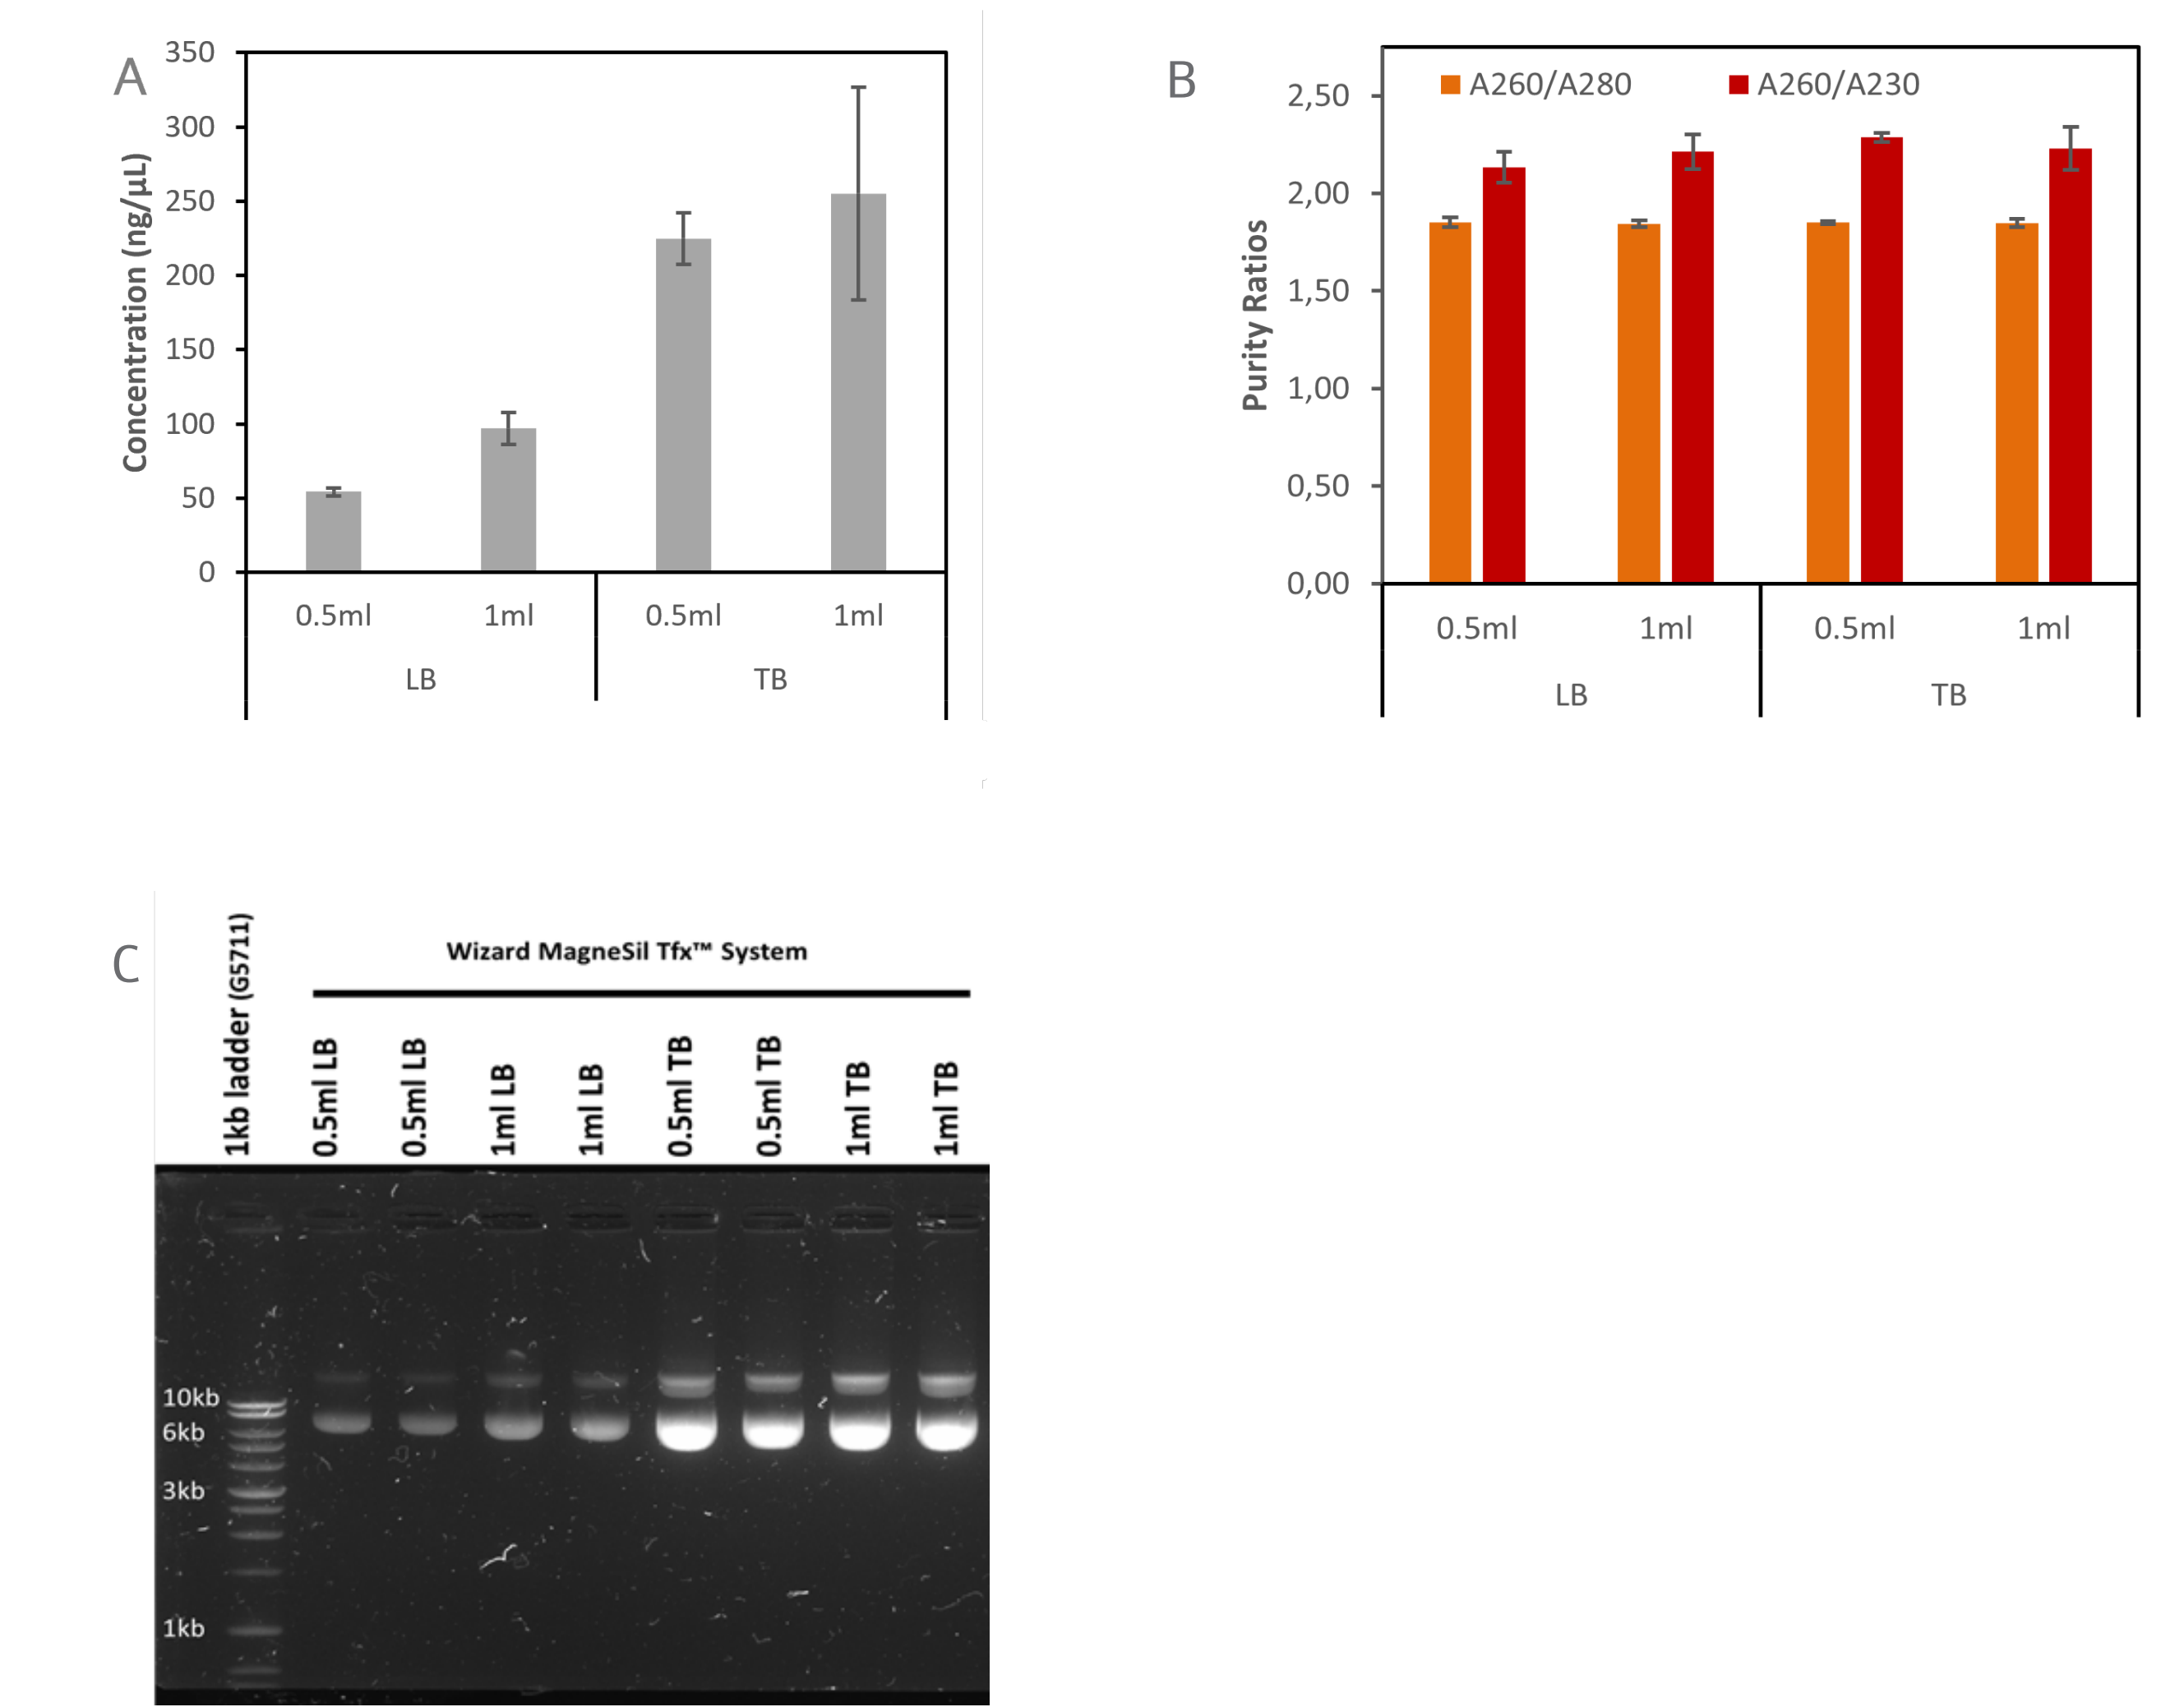 A
Concentration (ng/µL)
350
300
250
200
150
100
50
0
0.5ml 1ml 0.5ml 1ml
LB TB
B
Purity Ratios
A260/A280 A260/A230
2,50
2,00
1,50
1,00
0,50
0,00
0.5ml 1ml 0.5ml 1ml
LB TB
C
Wizard MagneSil Tfx™ System
1kb ladder (G5711)
0.5ml LB
0.5ml LB
1ml LB
1ml LB
0.5ml TB
0.5ml TB
1ml TB
1ml TB
10kb
6kb
3kb
1kb